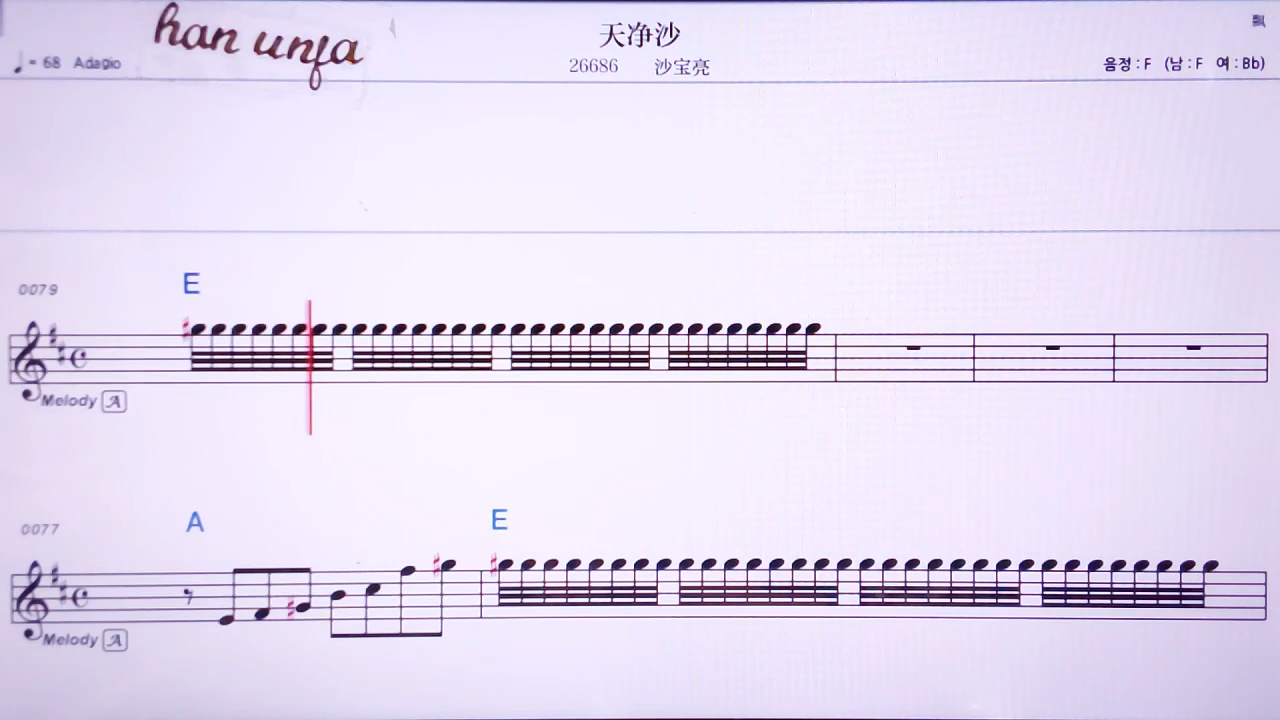 han unfa
天净沙
♩ = 68 Adagio
26686 沙宝亮
음정 : F (남 : F 여 : Bb)
0079
E
Melody A
0077
A E
Melody A